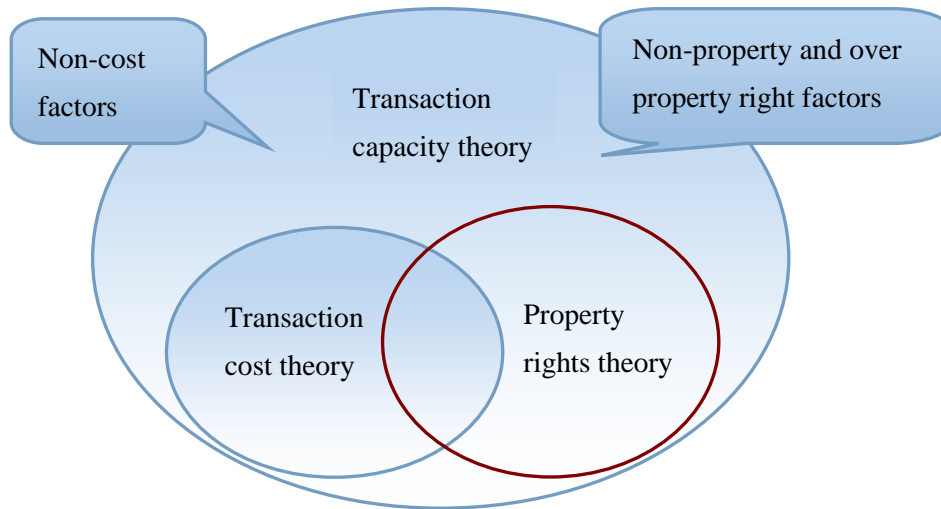 Non-cost
factors
Non-property and over
property right factors
Transaction
capacity theory
Transaction
cost theory
Property
rights theory